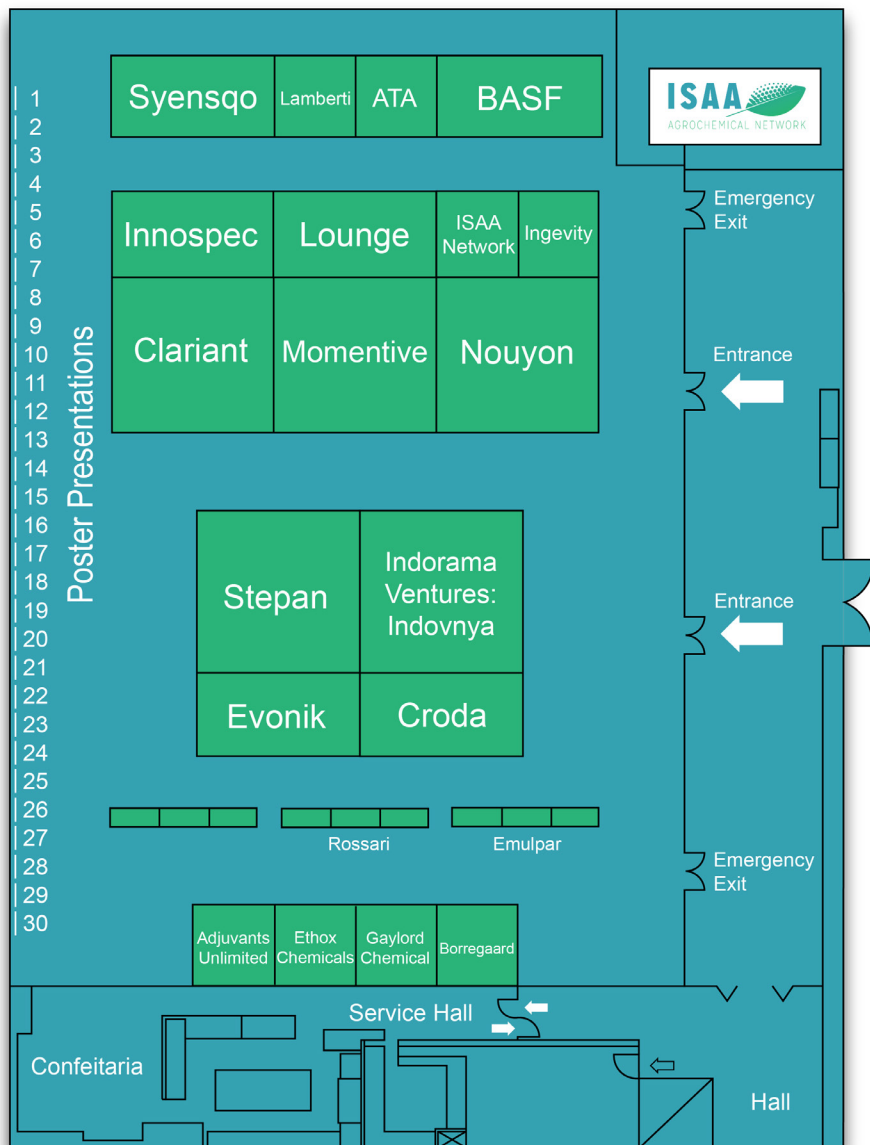 Syensqo
Lamberti
ATA
BASF
ISAA
AGROCHEMICAL NETWORK
1
2
3
4
5
6
7
8
9
10
11
12
13
14
15
16
17
18
19
20
21
22
23
24
25
26
27
28
29
30
Poster Presentations
Innospec
Lounge
ISAA
Network
Ingevity
Emergency
Exit
Clariant
Momentive
Nouyon
Entrance
Stepan
Indorama
Ventures:
Indovnya
Entrance
Evonik
Croda
Rossari
Emulpar
Emergency
Exit
Adjuvants
Unlimited
Ethox
Chemicals
Gaylord
Chemical
Borregaard
Service Hall
Confeitaria
Hall